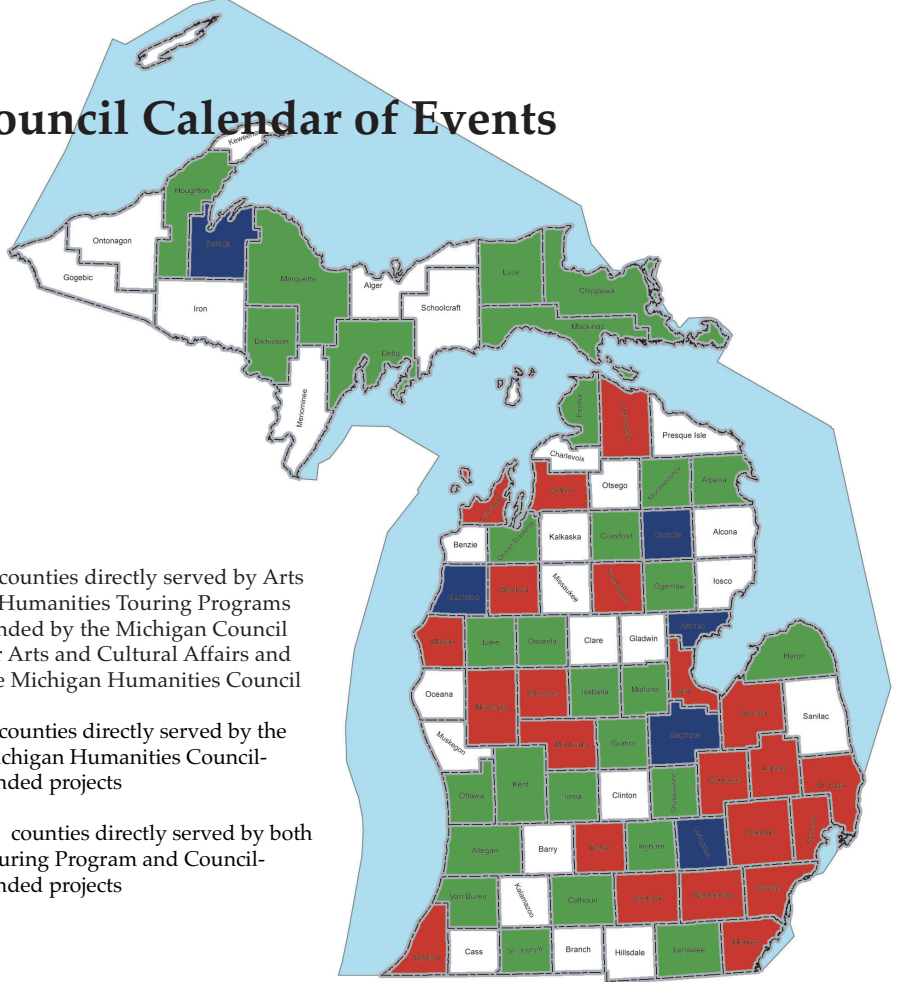 ouncil Calendar of Events
Keweenaw
Houghton
Baraga
Ontonagon
Gogebic
Marquette
Alger
Luce
Chippewa
Iron
Schoolcraft
Mackinac
Dickinson
Delta
Menominee
Emmet
Presque Isle
Charlevoix
Otsego
Montmorency
Alpena
Antrim
Benzie
Grand Traverse
Kalkaska
Crawford
Oscoda
Alcona
counties directly served by Arts
Humanities Touring Programs
nded by the Michigan Council
r Arts and Cultural Affairs and
e Michigan Humanities Council
Manistee
Wexford
Missaukee
Ogemaw
Iosco
Mason
Lake
Osceola
Clare
Gladwin
Arenac
Huron
Oceana
Newaygo
Isabella
Midland
Sanilac
counties directly served by the
ichigan Humanities Council-
nded projects
Muskegon
Montcalm
Gratiot
Saginaw
Tuscola
Ottawa
Kent
Ionia
Clinton
Shiawassee
Genesee
Lapeer
St. Clair
counties directly served by both
ouring Program and Council-
nded projects
Allegan
Barry
Eaton
Ingham
Livingston
Oakland
Van Buren
Kalamazoo
Calhoun
Jackson
Washtenaw
Wayne
Berrien
Cass
St. Joseph
Branch
Hillsdale
Lenawee
Monroe